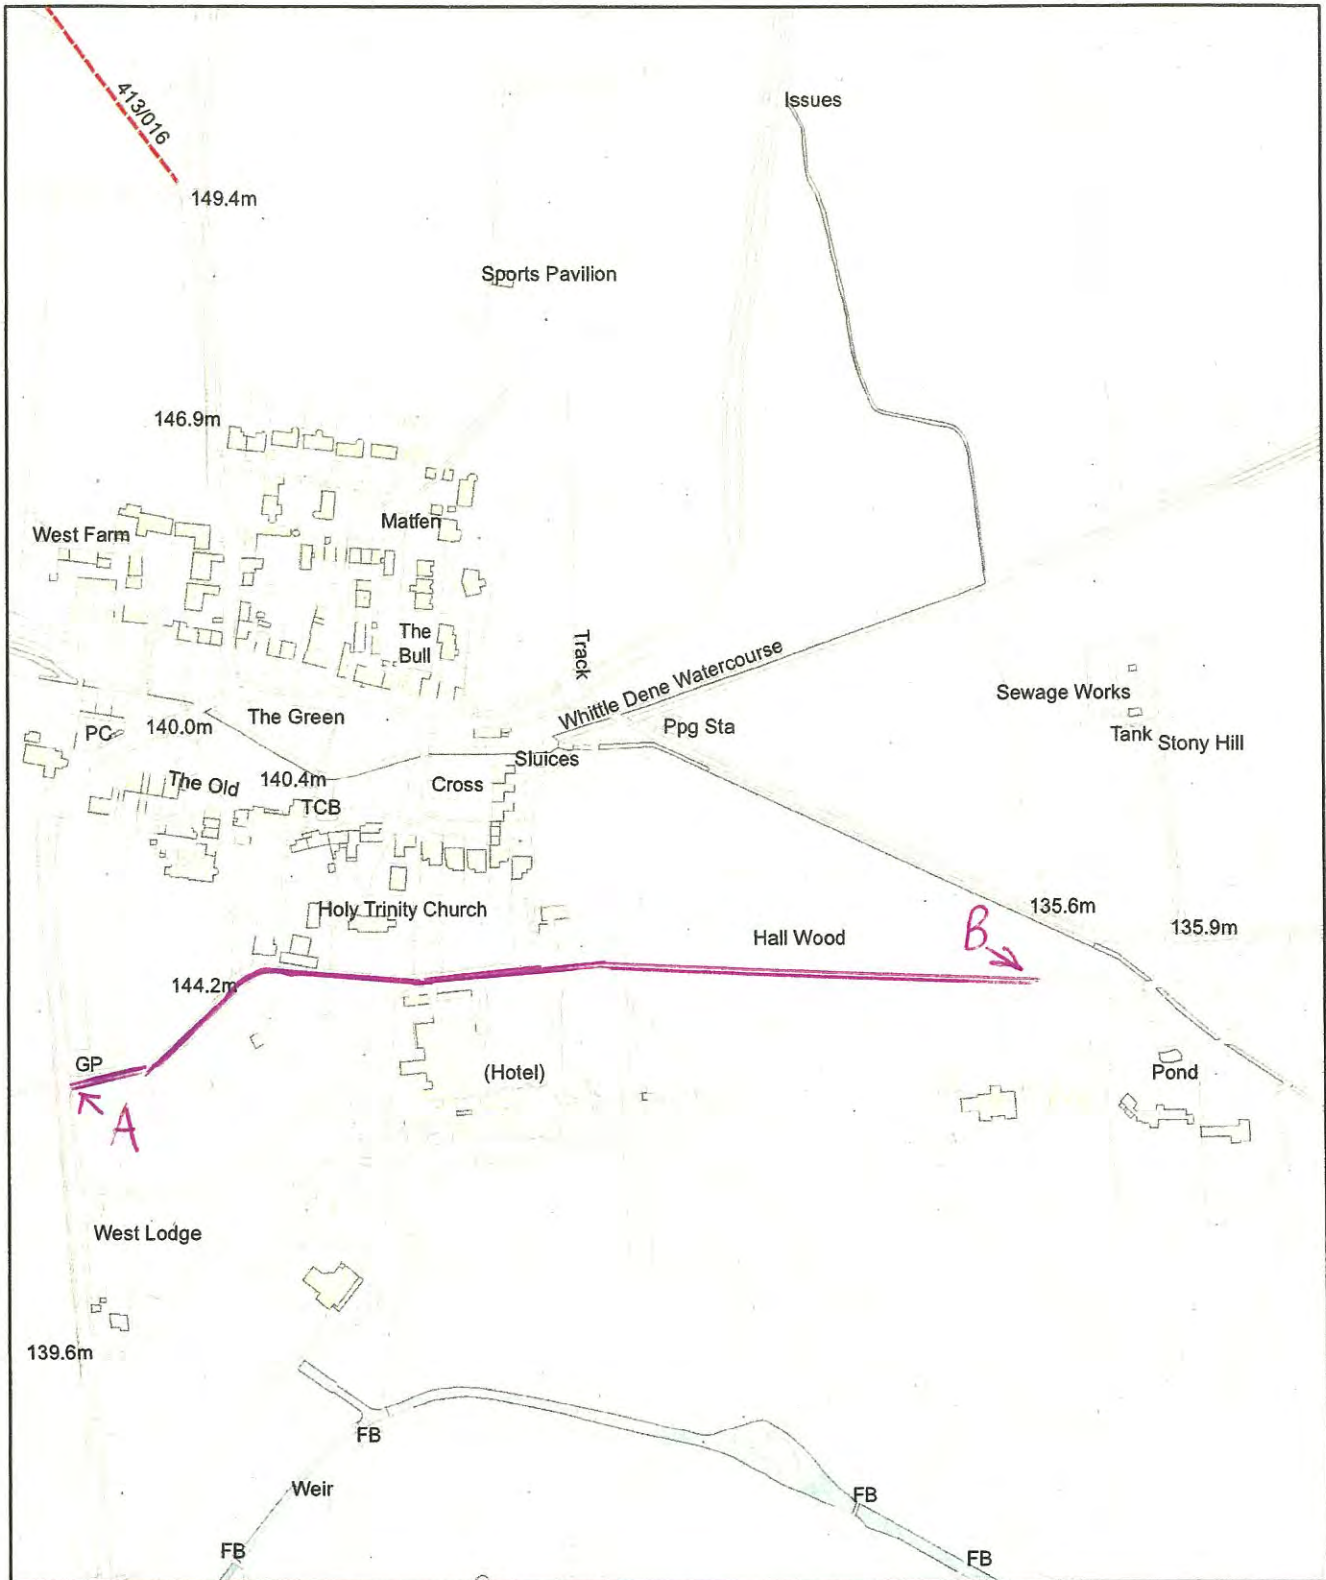 413/016
Issues
149.4m
Sports Pavilion
146.9m
Matfen
West Farm
The
Bull
Track
Whittle Dene Watercourse
Sewage Works
The Green
140.0m
PC
Ppg Sta
Tank
Stony Hill
Sluices
The Old
140.4m
Cross
TCB
Holy Trinity Church
135.6m
135.9m
Hall Wood
B
144.2m
GP
(Hotel)
Pond
A
West Lodge
139.6m
FB
Weir
FB
FB
FB